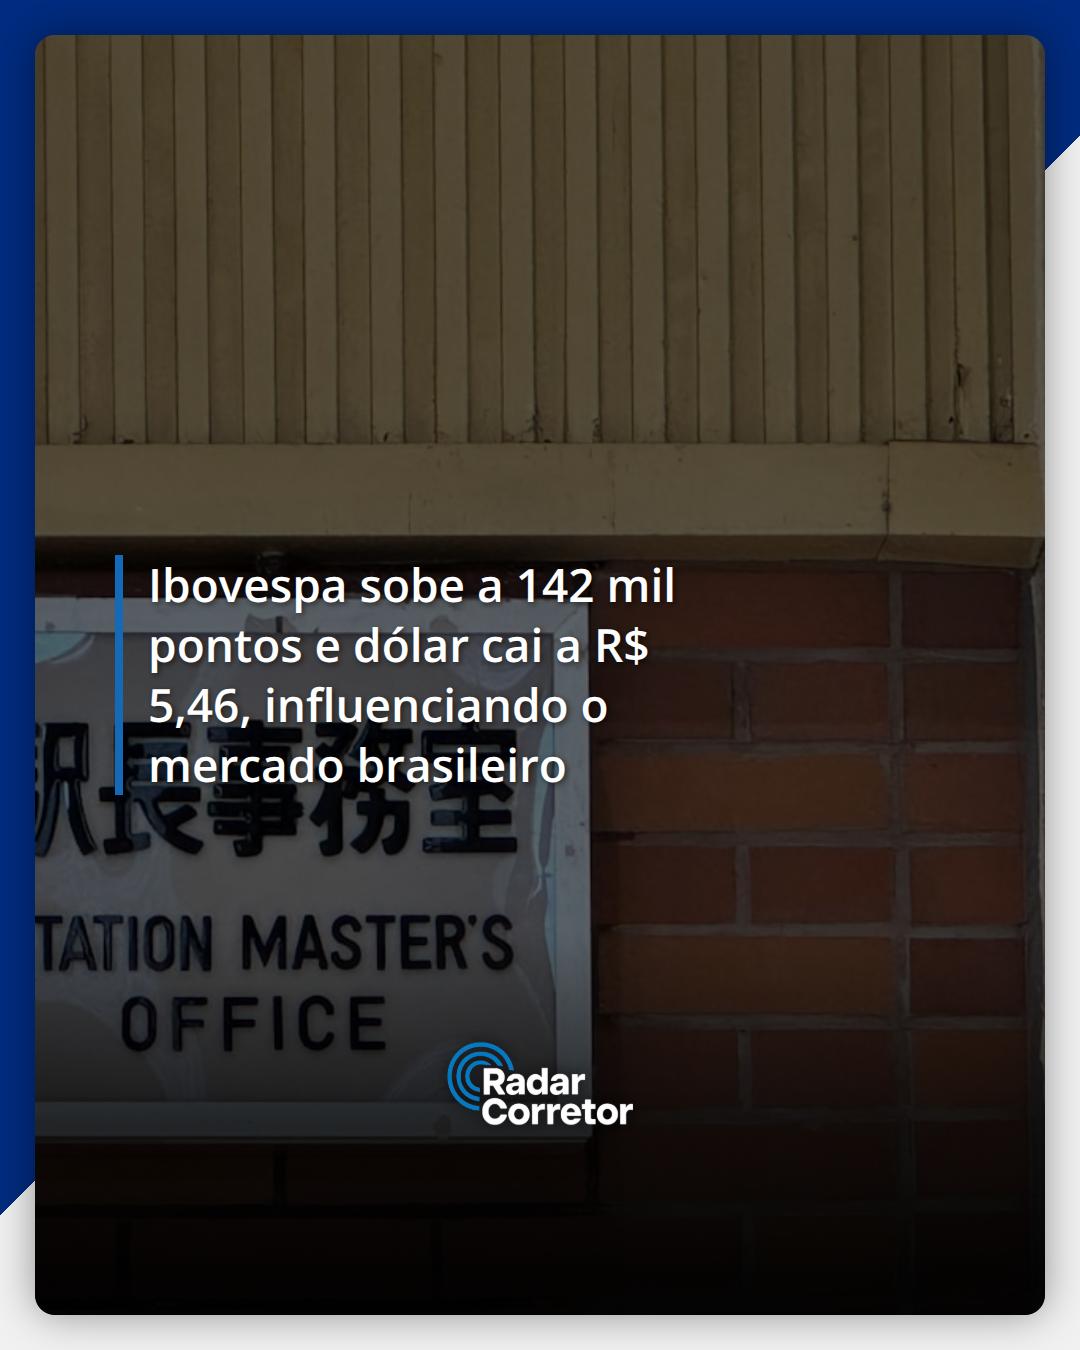 Ibovespa sobe a 142 mil
pontos e dólar cai a R$
5,46, influenciando o
mercado brasileiro
駅長事務室
TATION MASTER'S
OFFICE
Radar
Corretor